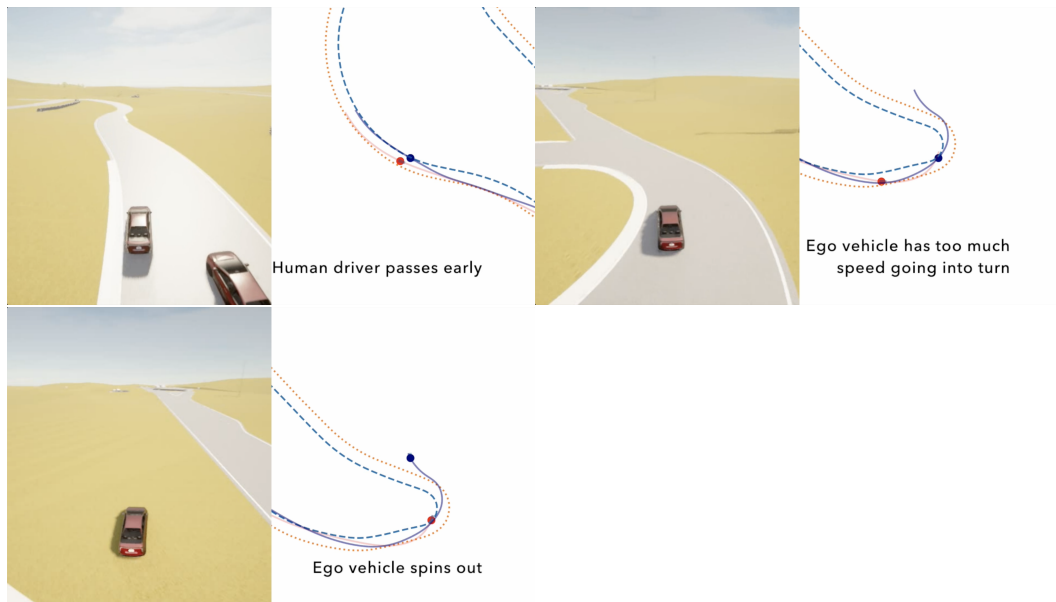 Human driver passes early
Ego vehicle has too much
speed going into turn
Ego vehicle spins out